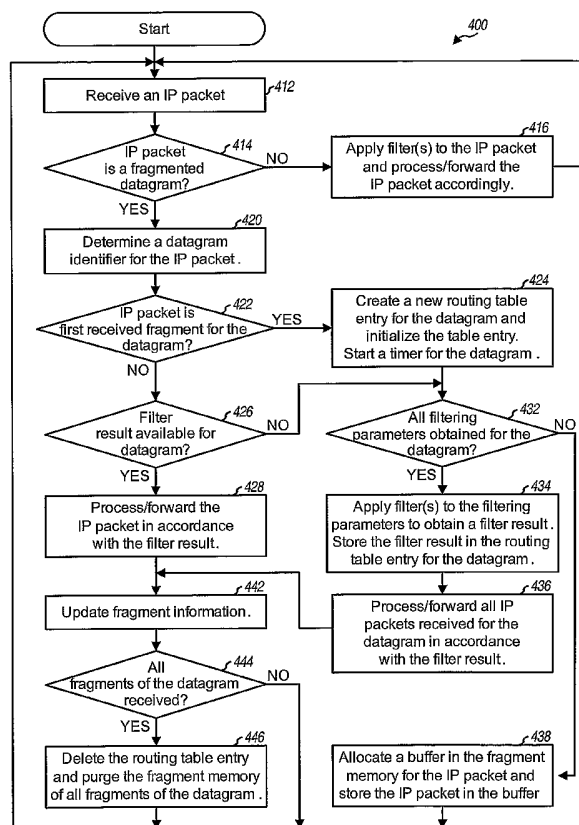 Start
400
Receive an IP packet
412
IP packet
is a fragmented
datagram?
414
NO
YES
Apply filter(s) to the IP packet
and process/forward the
IP packet accordingly.
416
Determine a datagram
identifier for the IP packet.
420
IP packet is
first received fragment for the
datagram?
422
YES
NO
Create a new routing table
entry for the datagram and
initialize the table entry.
Start a timer for the datagram.
424
Filter
result available for
datagram?
426
NO
YES
All filtering
parameters obtained for the
datagram?
432
NO
YES
Process/forward the
IP packet in accordance
with the filter result.
428
Apply filter(s) to the filtering
parameters to obtain a filter result.
Store the filter result in the routing
table entry for the datagram.
434
Update fragment information.
442
Process/forward all IP
packets received for the
datagram in accordance
with the filter result.
436
All
fragments of the datagram
received?
444
NO
YES
Delete the routing table entry
and purge the fragment memory
of all fragments of the datagram.
446
Allocate a buffer in the fragment
memory for the IP packet and
store the IP packet in the buffer
438